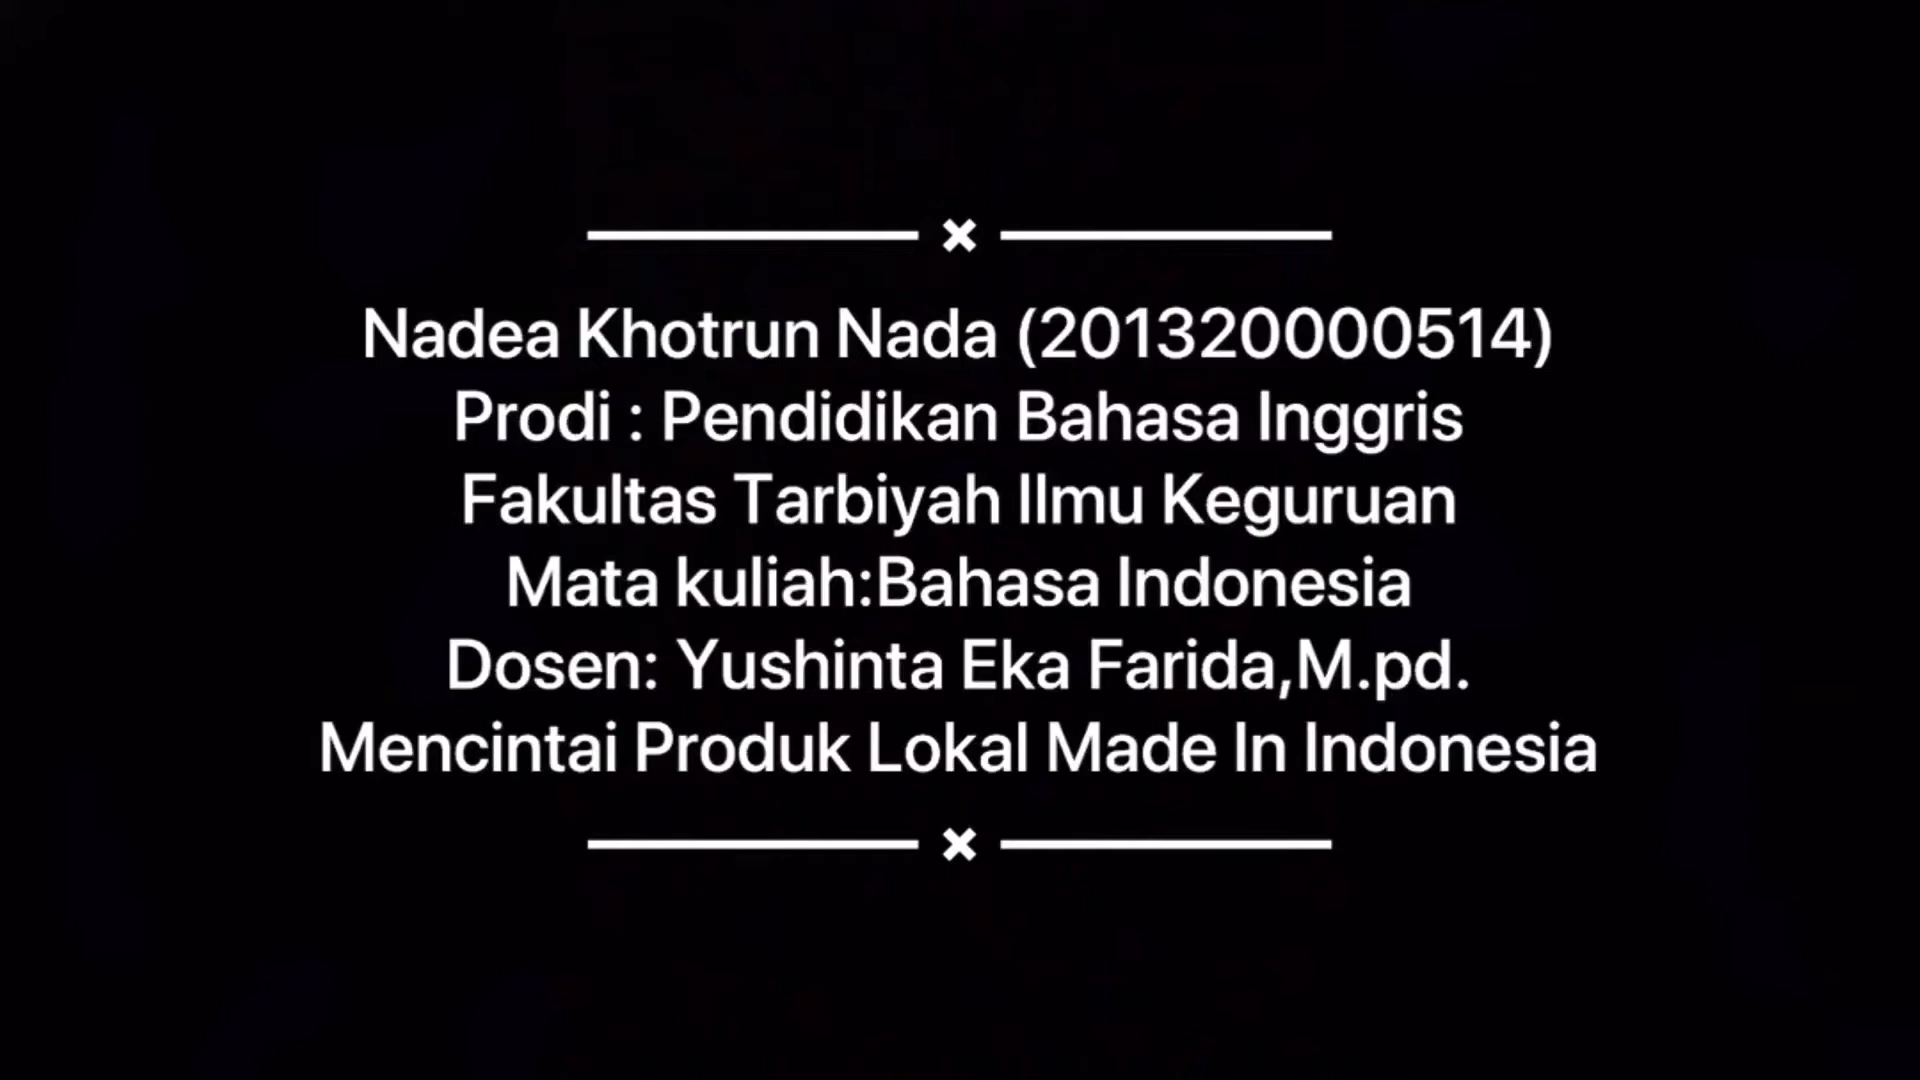 Nadea Khotrun Nada (201320000514)
Prodi : Pendidikan Bahasa Inggris
Fakultas Tarbiyah Ilmu Keguruan
Mata kuliah:Bahasa Indonesia
Dosen: Yushinta Eka Farida,M.pd.
Mencintai Produk Lokal Made In Indonesia